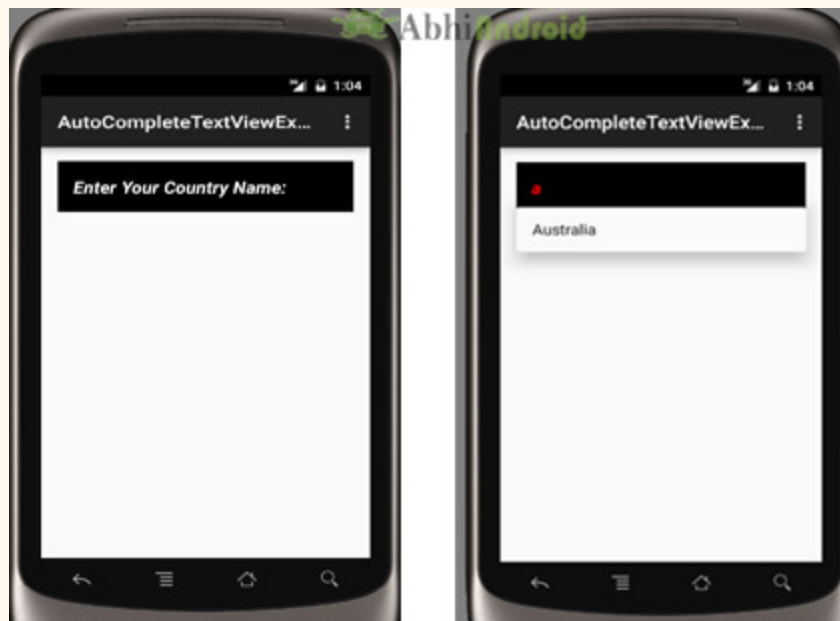 AbhiAndroid
1:04
AutoCompleteTextViewEx...
Enter Your Country Name:
1:04
AutoCompleteTextViewEx...
a
Australia